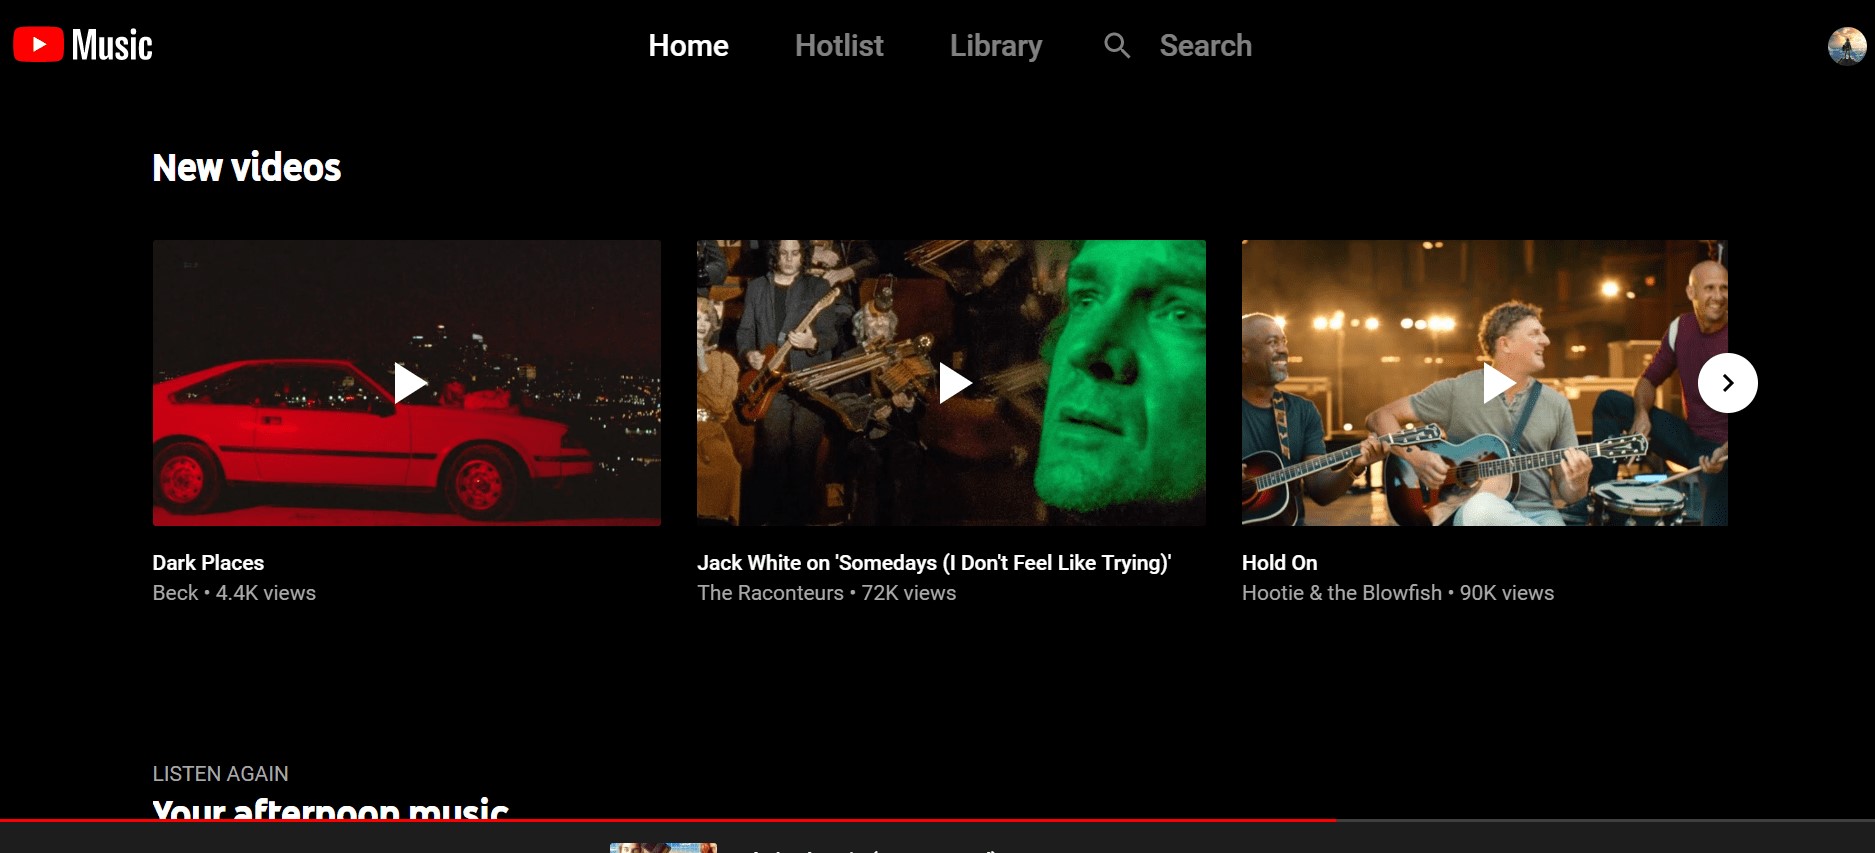 Music
Home
Hotlist
Library
Search
New videos
Dark Places
Beck • 4.4K views
Jack White on 'Somedays (I Don't Feel Like Trying)'
The Raconteurs • 72K views
Hold On
Hootie & the Blowfish • 90K views
LISTEN AGAIN
Your afternoon music